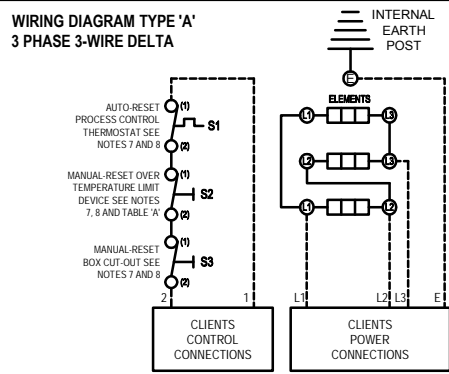 WIRING DIAGRAM TYPE 'A'
3 PHASE 3-WIRE DELTA
INTERNAL
EARTH
POST
E
ELEMENTS
L1
L3
L2
L3
L1
L2
AUTO-RESET
PROCESS CONTROL
THERMOSTAT SEE
NOTES 7 AND 8
(1)
S1
(2)
MANUAL-RESET OVER
TEMPERATURE LIMIT
DEVICE SEE NOTES
7, 8 AND TABLE 'A'
(1)
S2
(2)
MANUAL-RESET
BOX CUT-OUT SEE
NOTES 7 AND 8
(1)
S3
(2)
2
1
L1
L2
L3
E
CLIENTS
CONTROL
CONNECTIONS
CLIENTS
POWER
CONNECTIONS